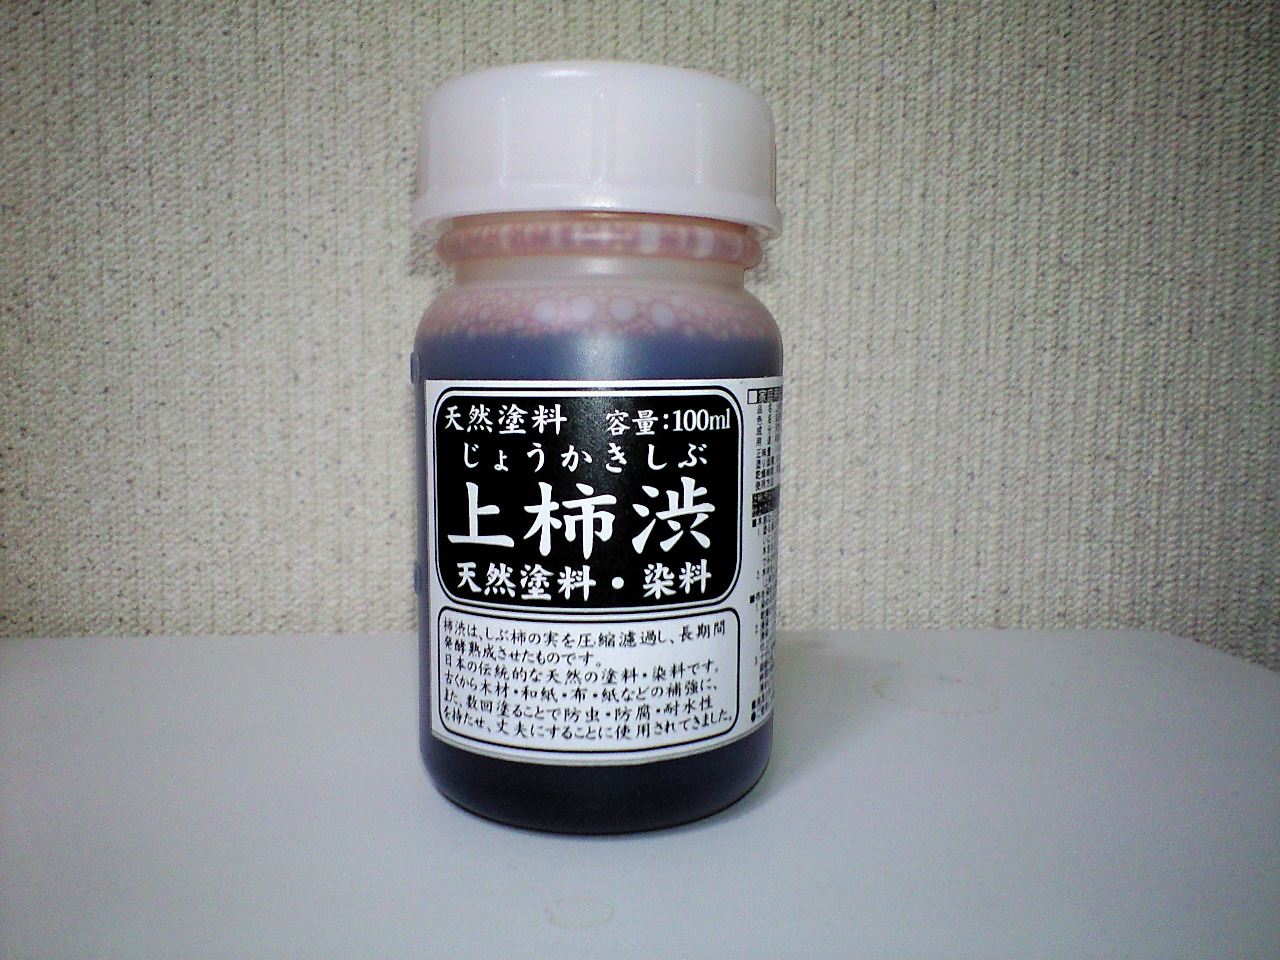 天然塗料 容量:100ml
じょうかきしぶ
上柿渋
天然塗料・染料
柿渋は、しぶ柿の実を圧縮濾過し、長期間
発酵熟成させたものです。
日本の伝統的な天然の塗料・染料です。
古くから木材・和紙・布・紙などの補強に、
また、数回塗ることで防虫・防腐・耐水性
を持たせ、丈夫にすることに使用されてきました。